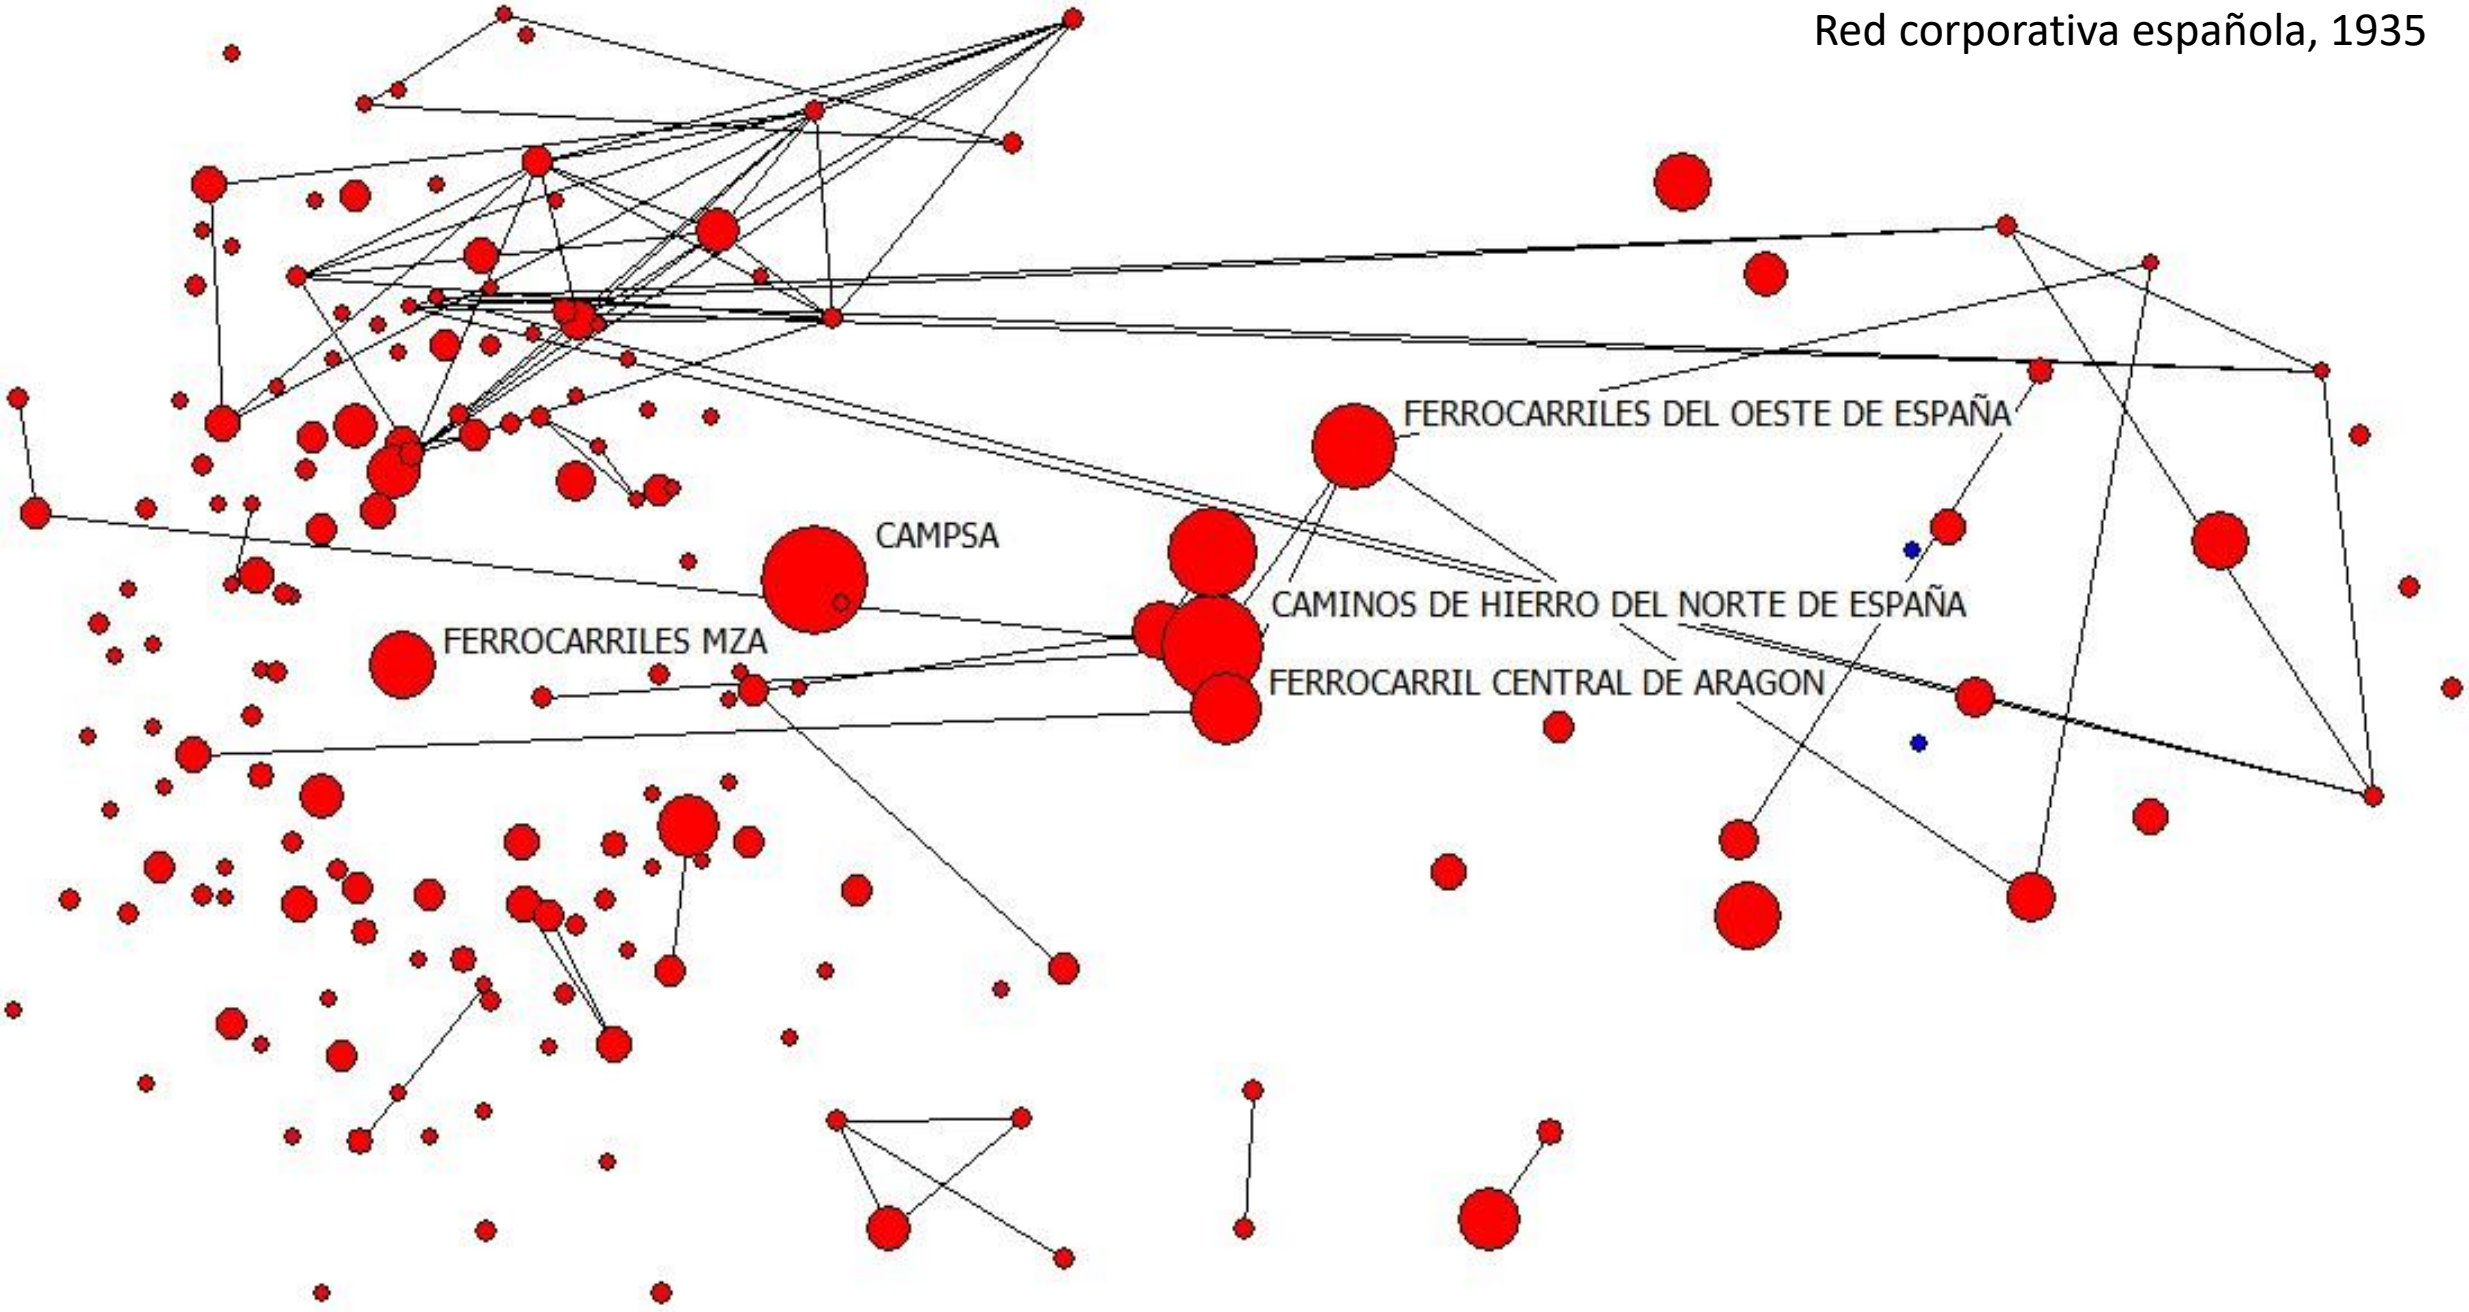 Red corporativa española, 1935
FERROCARRILES DEL OESTE DE ESPAÑA
CAMPSA
CAMINOS DE HIERRO DEL NORTE DE ESPAÑA
FERROCARRILES MZA
FERROCARRIL CENTRAL DE ARAGON